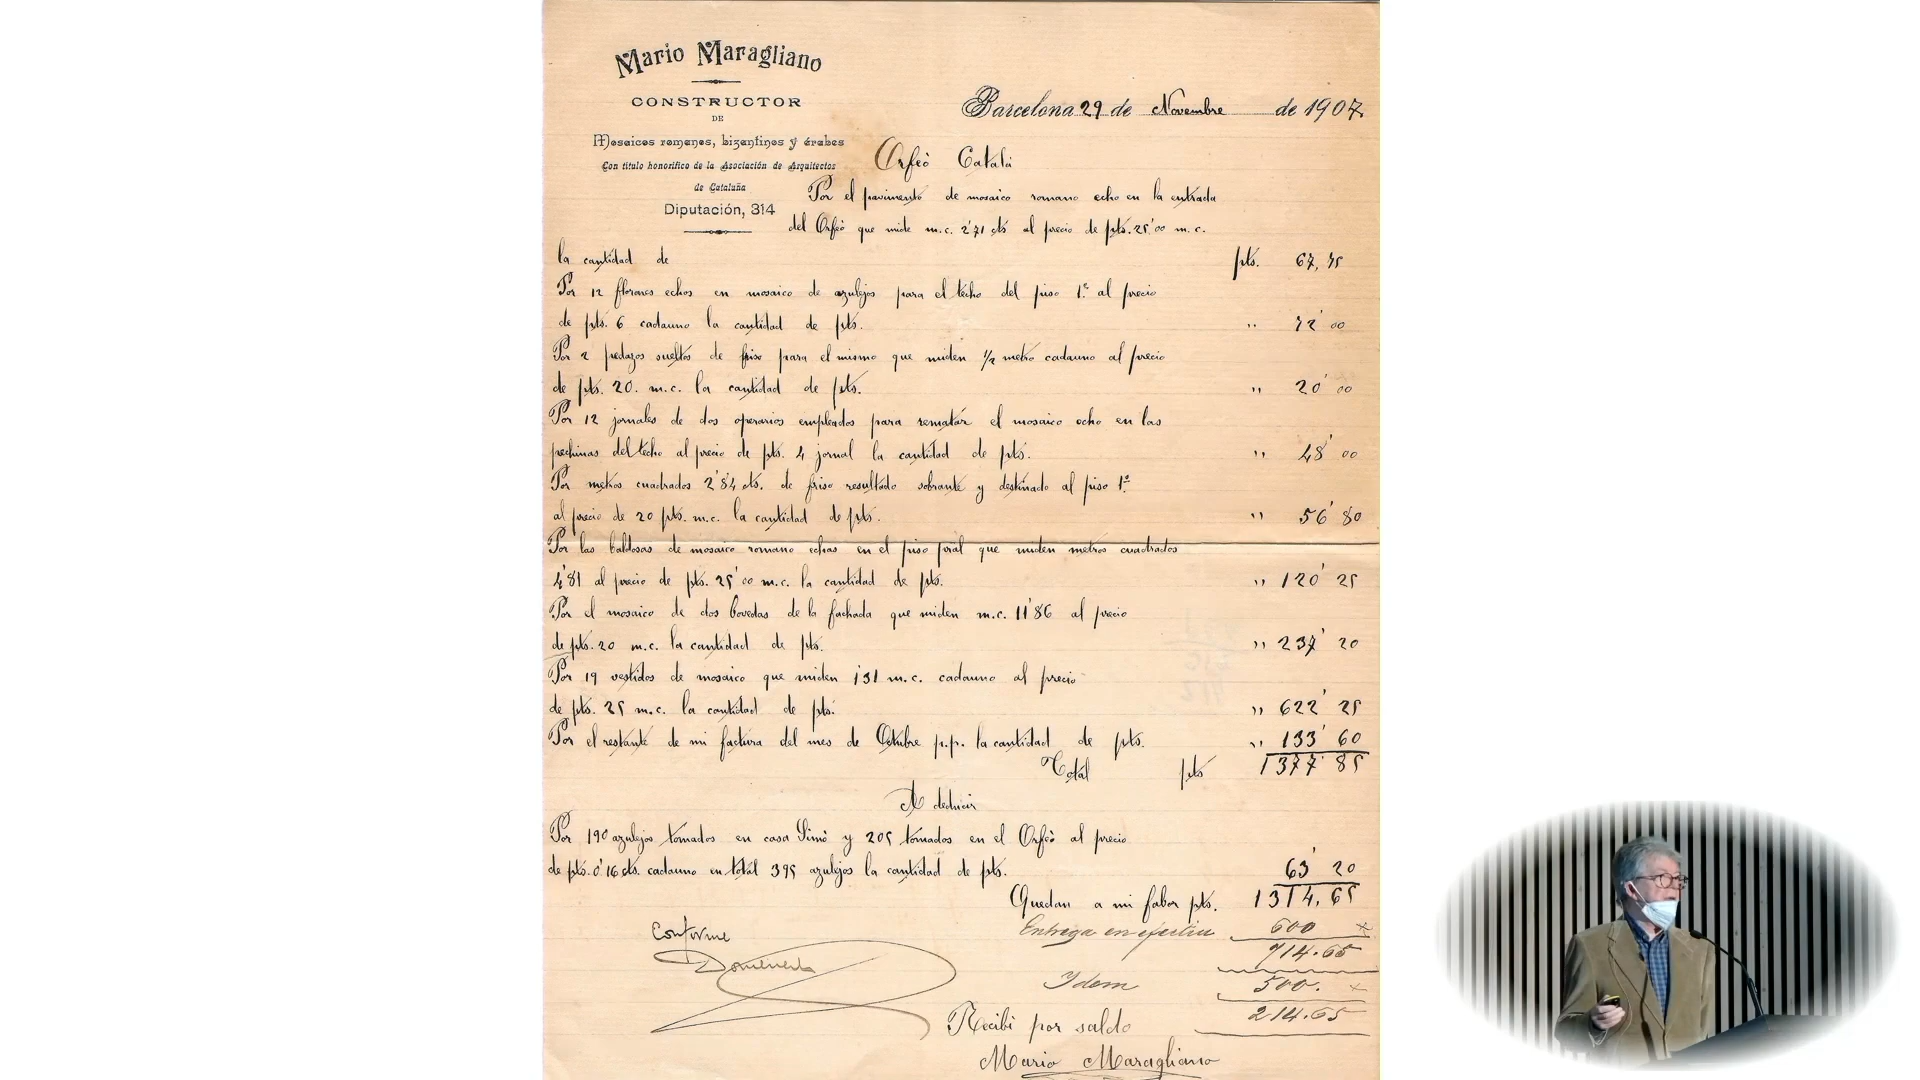 Mario Maragliano
CONSTRUCTOR
DE
Mosaicos romanos, bizantinos y árabes
Con título honorífico de la Asociación de Arquitectos
de Cataluña
Diputación, 314
Barcelona 29 de Novembre de 1907.
Orfeò Catalá
Por el pavimento de mosaico romano echo en la entrada
del Orfeò que mide m.c. 2'71 cts al precio de pts. 25'00 m.c.
la cantidad de pts. 67,75
Por 12 florares echos en mosaico de azulejos para el techo del piso 1.º al precio
de pts. 6 cadauno la cantidad de pts. " 72'00
Por 2 pedazos sueltos de friso para el mismo que miden 1/2 metro cadauno al precio
de pts. 20. m.c. la cantidad de pts. " 20'00
Por 12 jornales de dos operarios empleados para rematar el mosaico echo en las
pechinas del techo al precio de pts. 4 jornal la cantidad de pts. " 48'00
Por metros cuadrados 2'84 cts. de friso resultado sobrante y destinado al piso 1º
al precio de 20 pts. m.c. la cantidad de pts. " 56'80
Por las baldosas de mosaico romano echas en el piso pral que miden metros cuadrados
4'81 al precio de pts. 25'00 m.c. la cantidad de pts. " 120'25
Por el mosaico de dos bovedas de la fachada que miden m.c. 11'86 al precio
de pts. 20 m.c. la cantidad de pts. " 237'20
Por 19 vestidos de mosaico que miden 1'31 m.c. cadauno al precio
de pts. 25 m.c. la cantidad de pts. " 622'25
Por el restante de mi factura del mes de Octubre p.p. la cantidad de pts. " 133'60
Total pts 1377'85
A deducir
Por 190 azulejos tomados en casa Simò y 205 tomados en el Orfeò al precio
de pts. 0'16 cts. cadauno en total 395 azulejos la cantidad de pts. 63'20
Quedan a mi fabor pts. 1314,65
Entrega en efectivo 600
714.65
Conforme
Domenech
Idem 500.
214.65
Recibi por saldo
Mario Maragliano